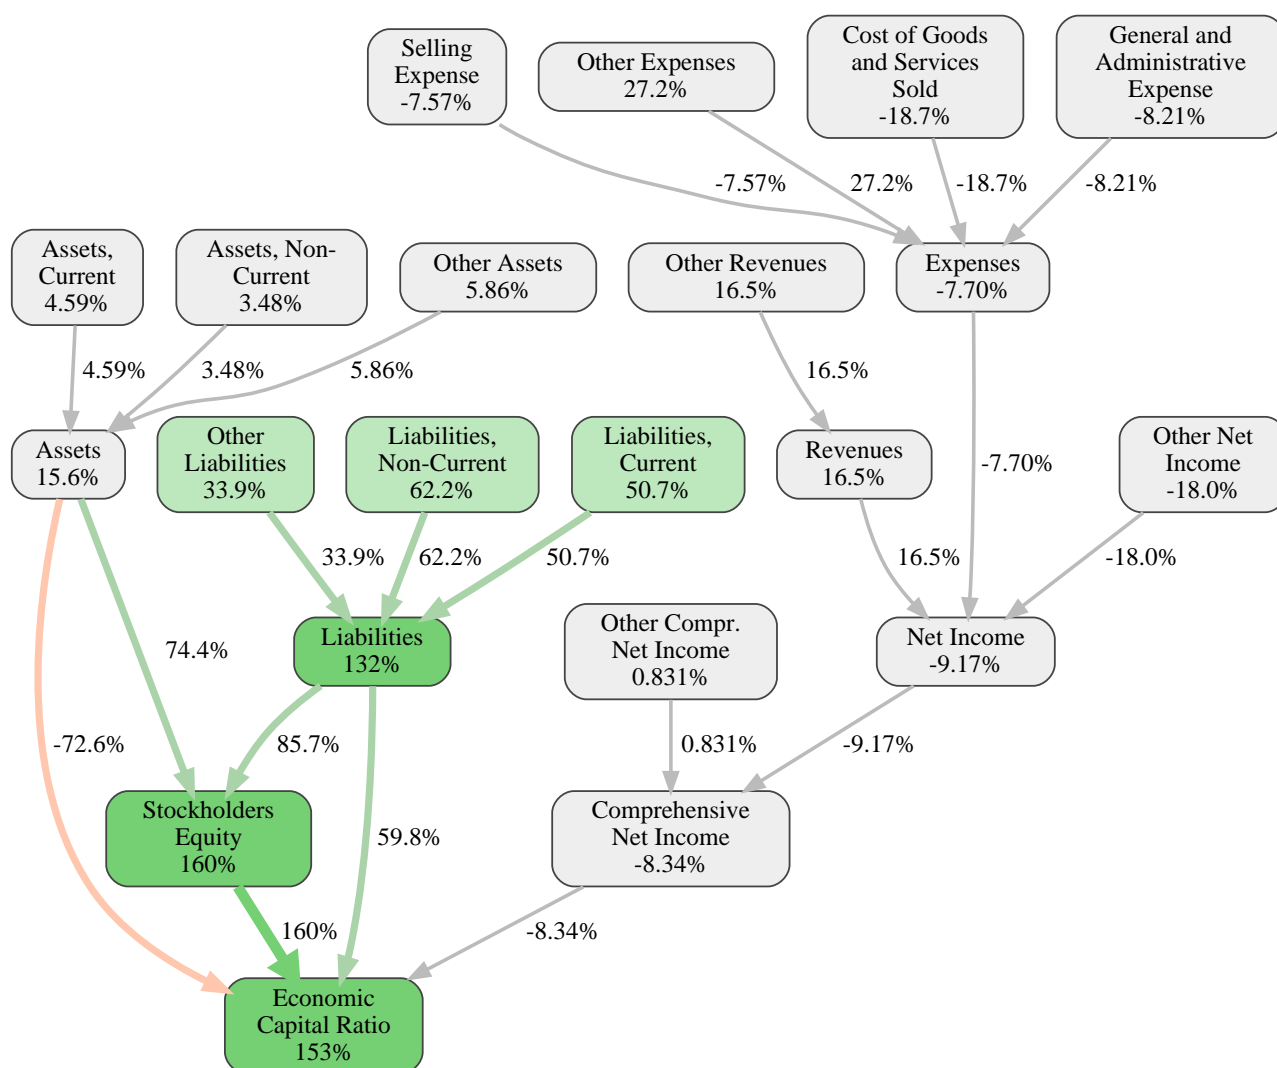 Selling
Expense
-7.57%
Other Expenses
27.2%
Cost of Goods
and Services
Sold
-18.7%
General and
Administrative
Expense
-8.21%
-7.57%
27.2%
-18.7%
-8.21%
Assets,
Current
4.59%
Assets, Non-
Current
3.48%
Other Assets
5.86%
Other Revenues
16.5%
Expenses
-7.70%
4.59%
3.48%
5.86%
16.5%
Assets
15.6%
Other
Liabilities
33.9%
Liabilities,
Non-Current
62.2%
Liabilities,
Current
50.7%
Revenues
16.5%
-7.70%
Other Net
Income
-18.0%
33.9%
62.2%
50.7%
16.5%
-18.0%
74.4%
Liabilities
132%
Other Compr.
Net Income
0.831%
Net Income
-9.17%
-72.6%
85.7%
0.831%
-9.17%
Stockholders
Equity
160%
59.8%
Comprehensive
Net Income
-8.34%
160%
-8.34%
Economic
Capital Ratio
153%